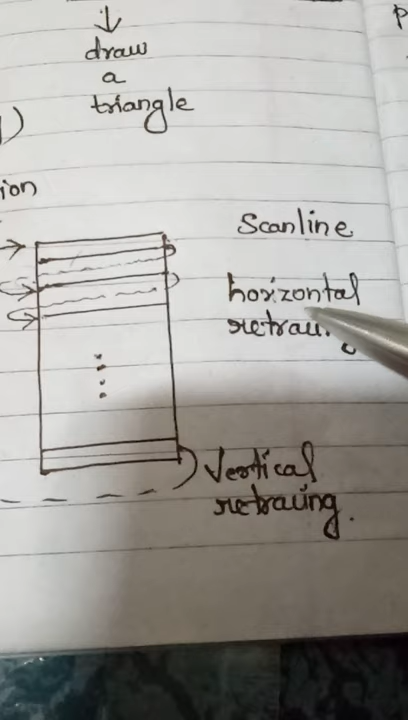 draw
a
triangle
ion
Scanline
horizontal
Vertical
retracing.